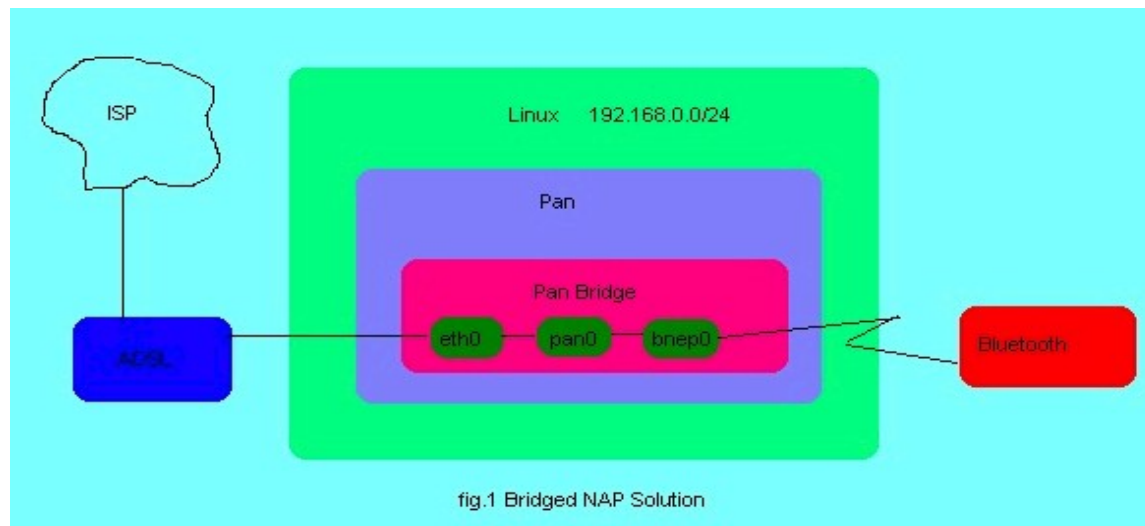 ISP
Linux 192.168.0.0/24
Pan
Pan Bridge
eth0
pan0
bnep0
ADSL
Bluetooth
fig.1 Bridged NAP Solution